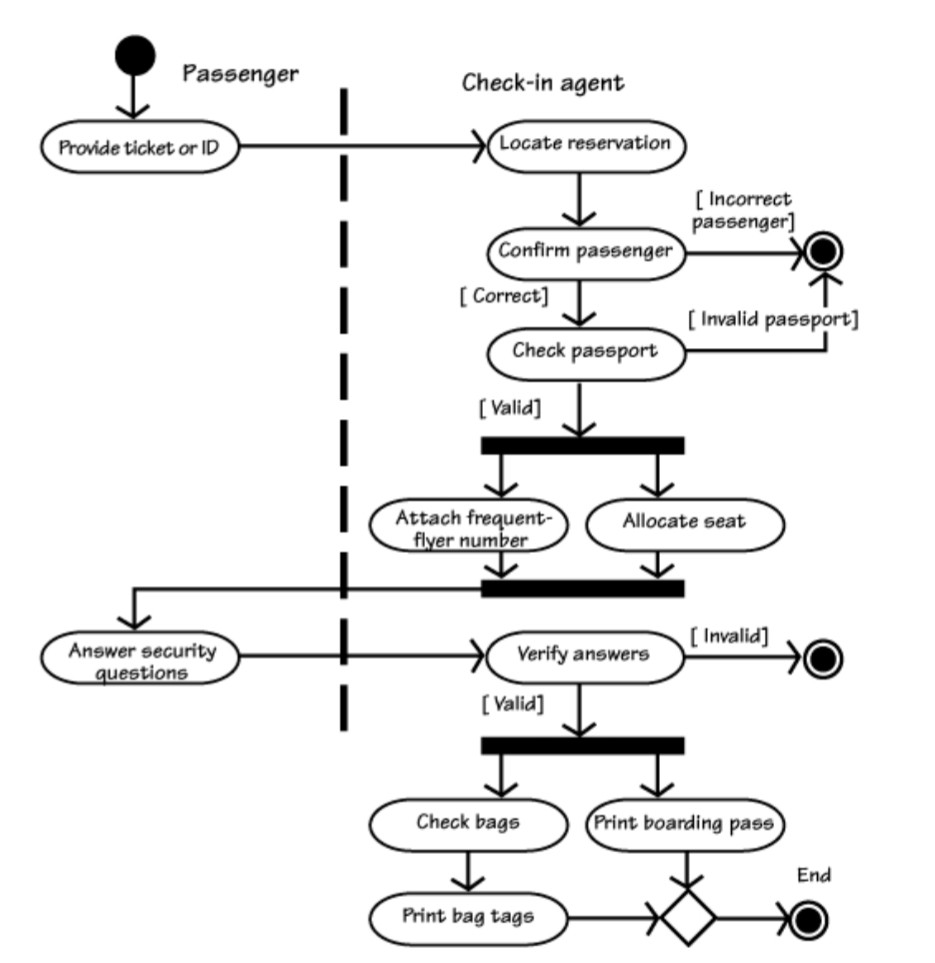 Passenger
Check-in agent
Provide ticket or ID
Locate reservation
[ Incorrect
passenger]
Confirm passenger
[ Correct]
[ Invalid passport]
Check passport
[ Valid]
Attach frequent-
flyer number
Allocate seat
Answer security
questions
Verify answers
[ Invalid]
[ Valid]
Check bags
Print boarding pass
End
Print bag tags